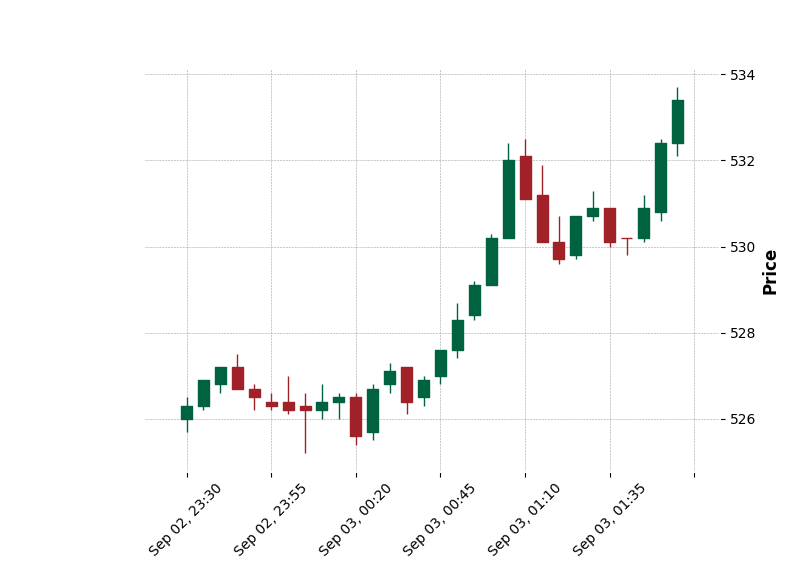 534
532
530
528
526
Price
Sep 02, 23:30
Sep 02, 23:55
Sep 03, 00:20
Sep 03, 00:45
Sep 03, 01:10
Sep 03, 01:35